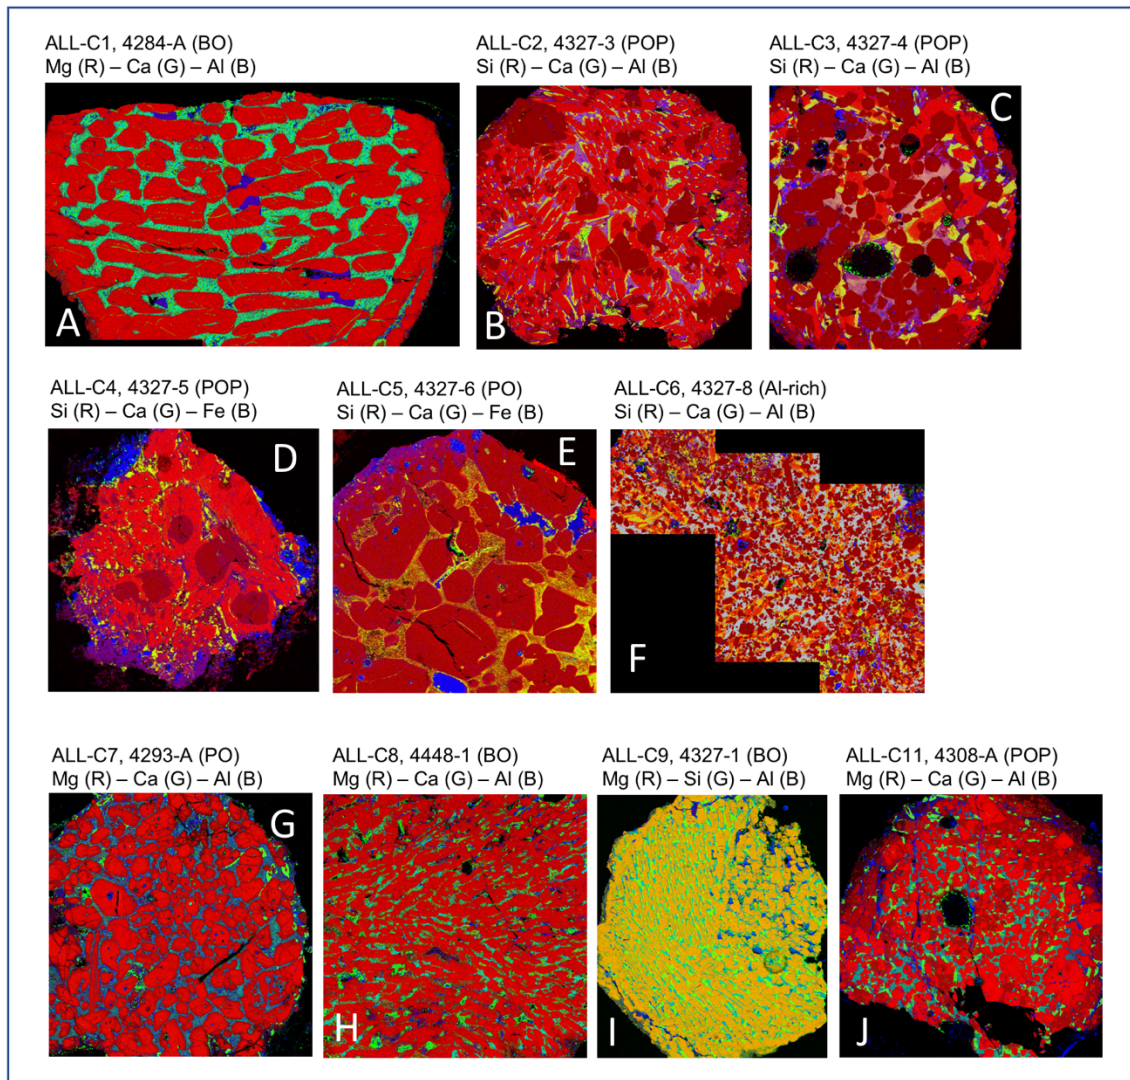 ALL-C1, 4284-A (BO)
Mg (R) – Ca (G) – Al (B)
ALL-C2, 4327-3 (POP)
Si (R) – Ca (G) – Al (B)
ALL-C3, 4327-4 (POP)
Si (R) – Ca (G) – Al (B)
A
B
C
ALL-C4, 4327-5 (POP)
Si (R) – Ca (G) – Fe (B)
ALL-C5, 4327-6 (PO)
Si (R) – Ca (G) – Fe (B)
ALL-C6, 4327-8 (Al-rich)
Si (R) – Ca (G) – Al (B)
D
E
F
ALL-C7, 4293-A (PO)
Mg (R) – Ca (G) – Al (B)
ALL-C8, 4448-1 (BO)
Mg (R) – Ca (G) – Al (B)
ALL-C9, 4327-1 (BO)
Mg (R) – Si (G) – Al (B)
ALL-C11, 4308-A (POP)
Mg (R) – Ca (G) – Al (B)
G
H
I
J